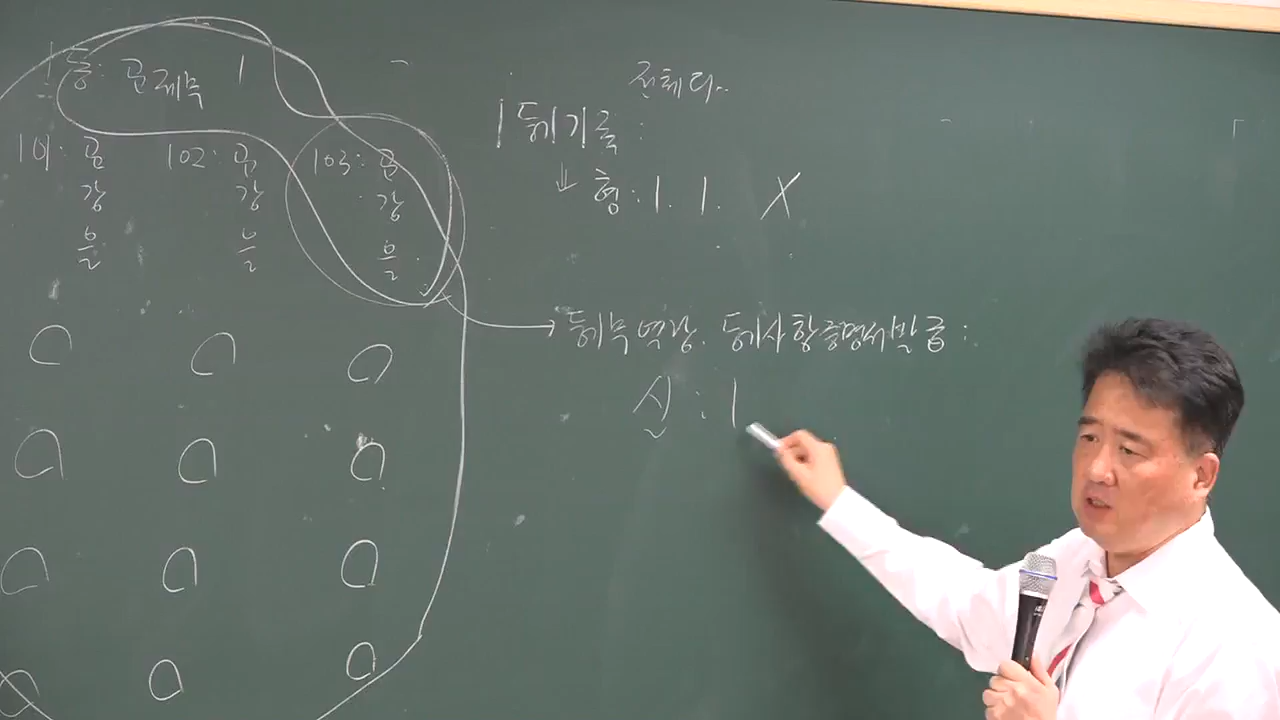 1동: 표제부 1
101: 표 102: 표 103: 표
갑 갑 갑
을 을 을
전체다..
1 등기기록:
↓ 형: 1. 1. X
→ 등기부열람. 등기사항증명서발급:
신: 1